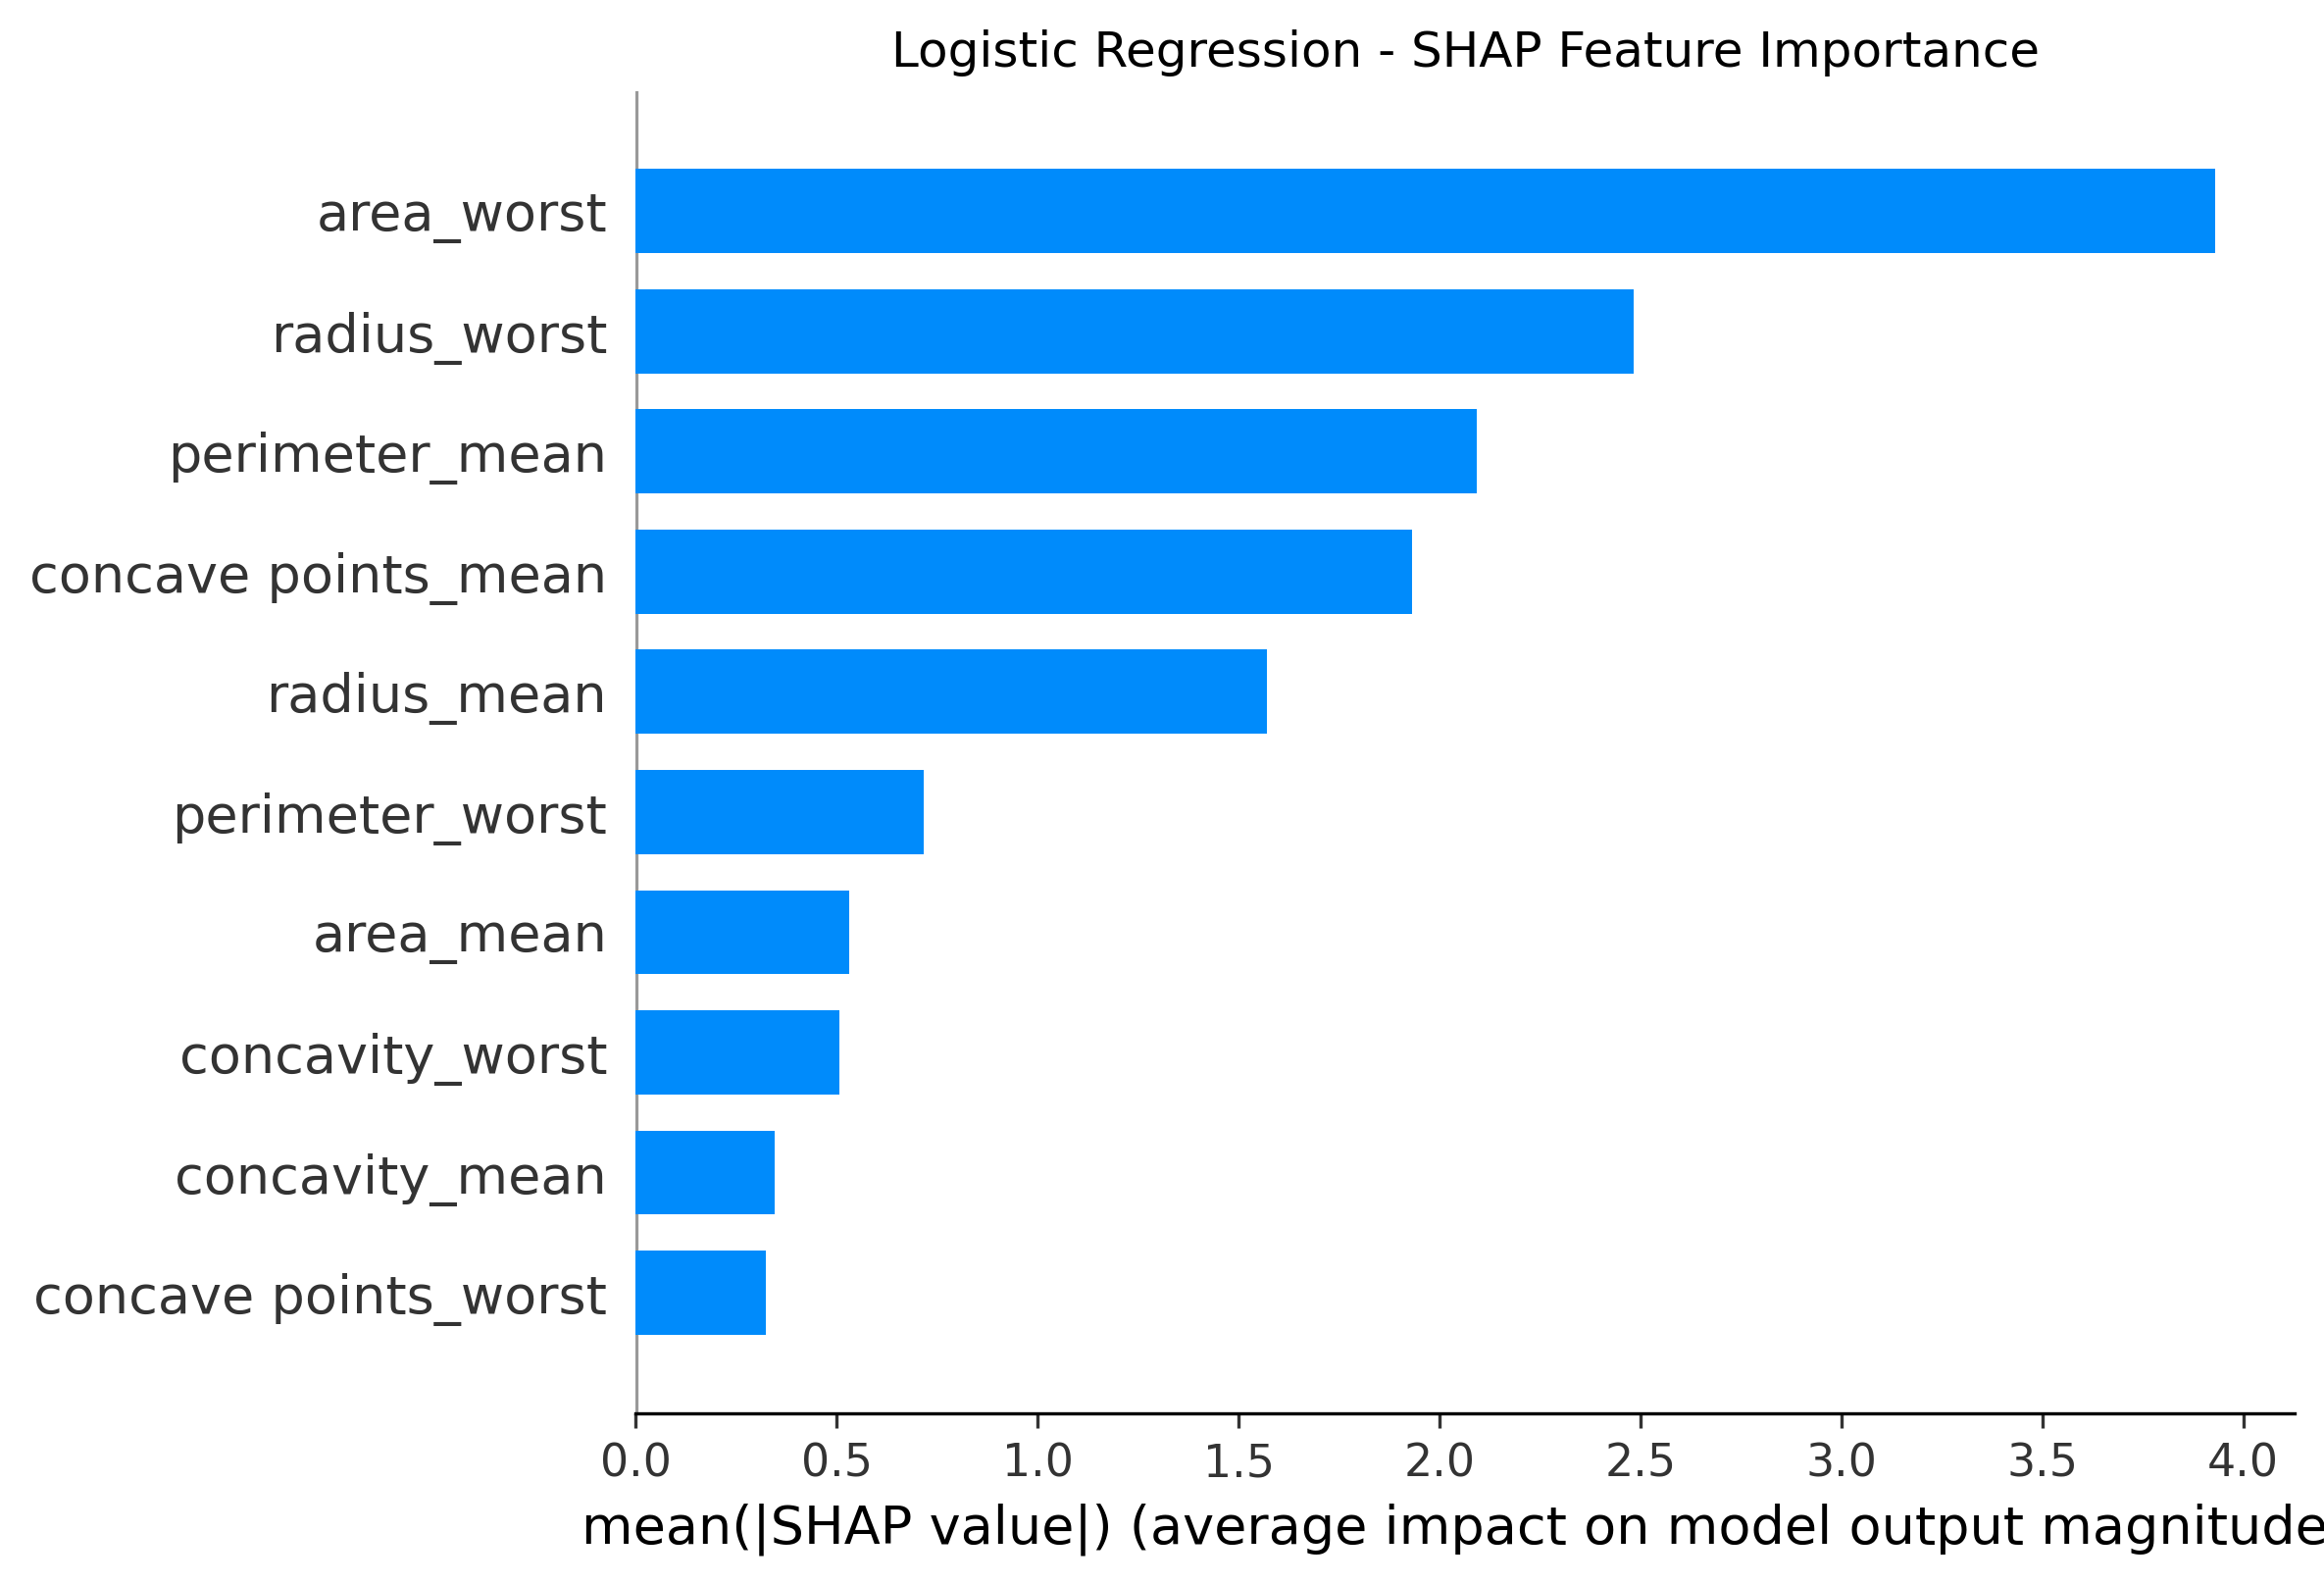 Logistic Regression - SHAP Feature Importance
area_worst
radius_worst
perimeter_mean
concave points_mean
radius_mean
perimeter_worst
area_mean
concavity_worst
concavity_mean
concave points_worst
0.0 0.5 1.0 1.5 2.0 2.5 3.0 3.5 4.0
mean(|SHAP value|) (average impact on model output magnitude